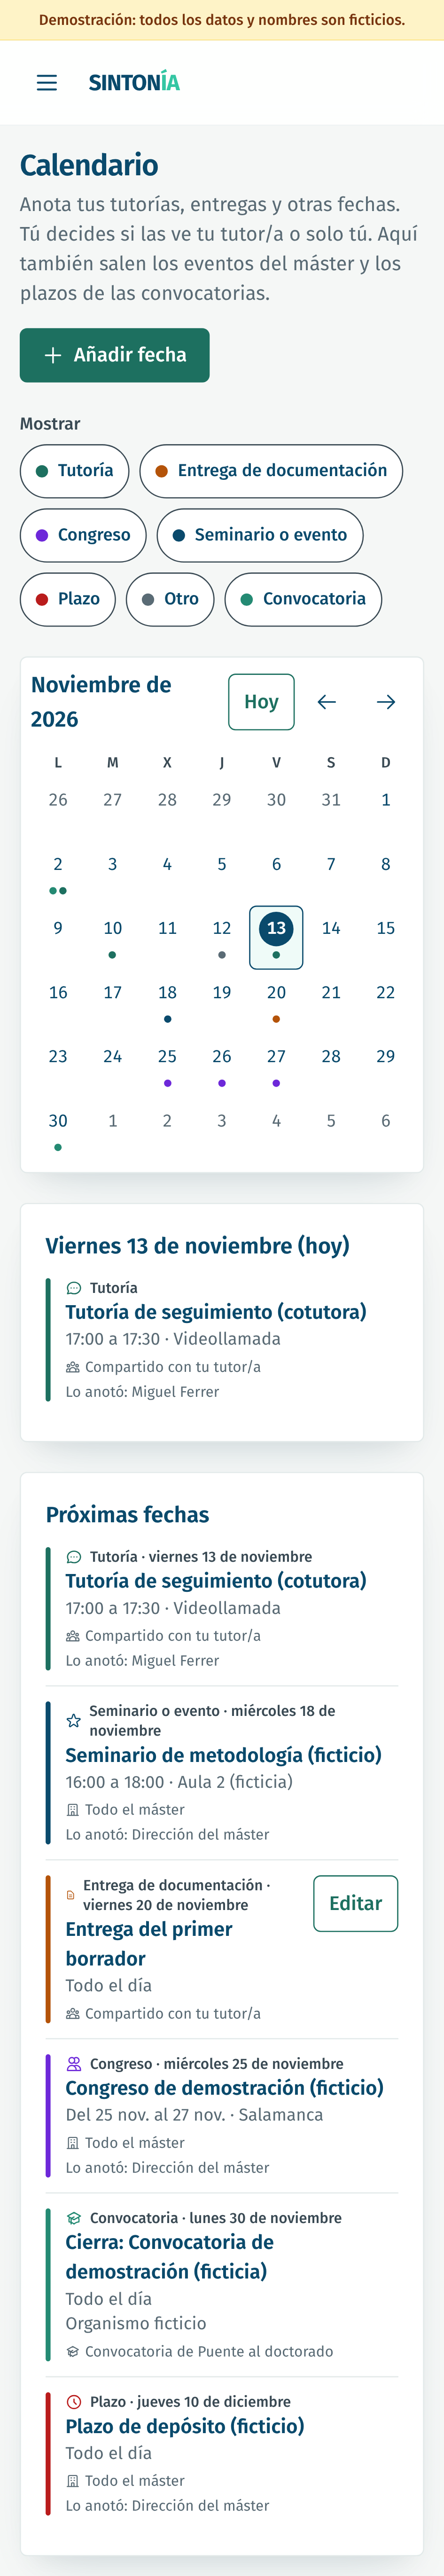 Demostración: todos los datos y nombres son ficticios.
SINTONÍA
Calendario
Anota tus tutorías, entregas y otras fechas.
Tú decides si las ve tu tutor/a o solo tú. Aquí
también salen los eventos del máster y los
plazos de las convocatorias.
Añadir fecha
Mostrar
Tutoría
Entrega de documentación
Congreso
Seminario o evento
Plazo
Otro
Convocatoria
Noviembre de
2026
Hoy
L M X J V S D
26 27 28 29 30 31 1
2 3 4 5 6 7 8
9 10 11 12 13 14 15
16 17 18 19 20 21 22
23 24 25 26 27 28 29
30 1 2 3 4 5 6
Viernes 13 de noviembre (hoy)
Tutoría
Tutoría de seguimiento (cotutora)
17:00 a 17:30 · Videollamada
Compartido con tu tutor/a
Lo anotó: Miguel Ferrer
Próximas fechas
Tutoría · viernes 13 de noviembre
Tutoría de seguimiento (cotutora)
17:00 a 17:30 · Videollamada
Compartido con tu tutor/a
Lo anotó: Miguel Ferrer
Seminario o evento · miércoles 18 de
noviembre
Seminario de metodología (ficticio)
16:00 a 18:00 · Aula 2 (ficticia)
Todo el máster
Lo anotó: Dirección del máster
Entrega de documentación ·
viernes 20 de noviembre
Editar
Entrega del primer
borrador
Todo el día
Compartido con tu tutor/a
Congreso · miércoles 25 de noviembre
Congreso de demostración (ficticio)
Del 25 nov. al 27 nov. · Salamanca
Todo el máster
Lo anotó: Dirección del máster
Convocatoria · lunes 30 de noviembre
Cierra: Convocatoria de
demostración (ficticia)
Todo el día
Organismo ficticio
Convocatoria de Puente al doctorado
Plazo · jueves 10 de diciembre
Plazo de depósito (ficticio)
Todo el día
Todo el máster
Lo anotó: Dirección del máster